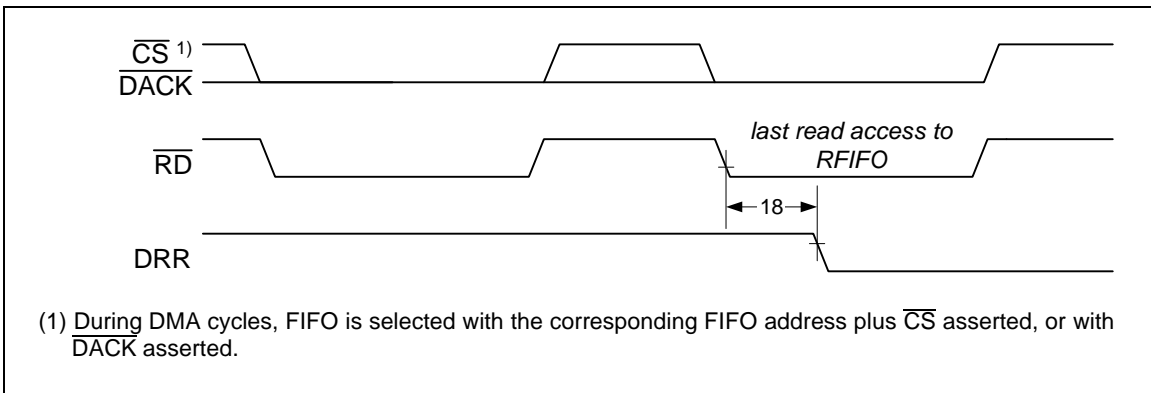 CS 1)
DACK
RD
last read access to
RFIFO
18
DRR
(1) During DMA cycles, FIFO is selected with the corresponding FIFO address plus CS asserted, or with
DACK asserted.